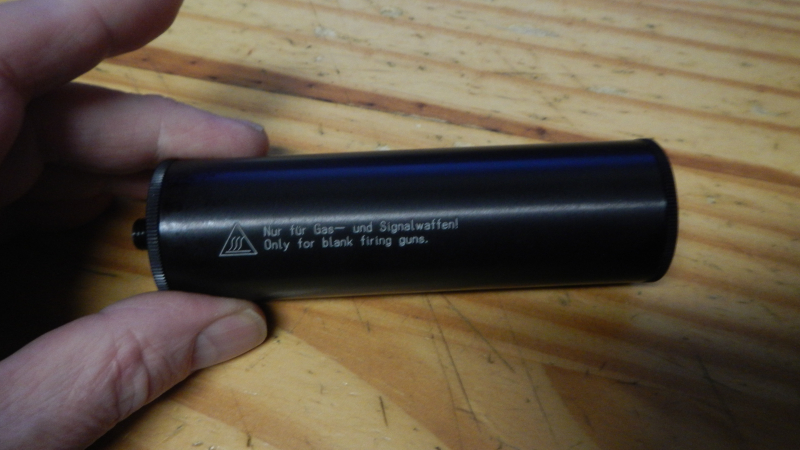 Nur für Gas- und Signalwaffen!
Only for blank firing guns.